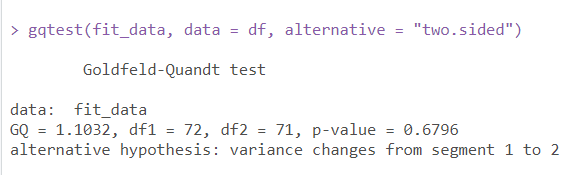 > gqtest(fit_data, data = df, alternative = "two.sided")
Goldfeld-Quandt test
data:  fit_data
GQ = 1.1032, df1 = 72, df2 = 71, p-value = 0.6796
alternative hypothesis: variance changes from segment 1 to 2